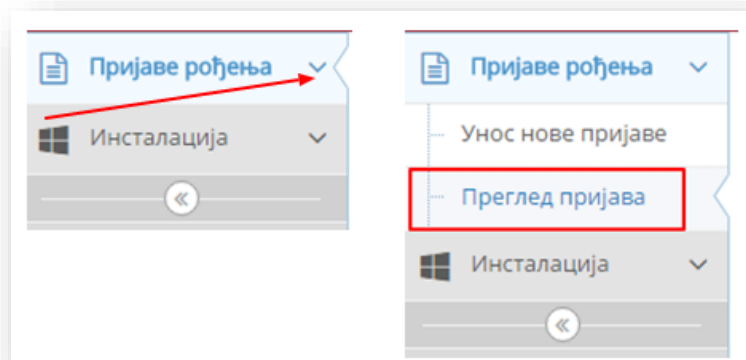 Пријаве рођења
Инсталација
Пријаве рођења
Унос нове пријаве
Преглед пријава
Инсталација